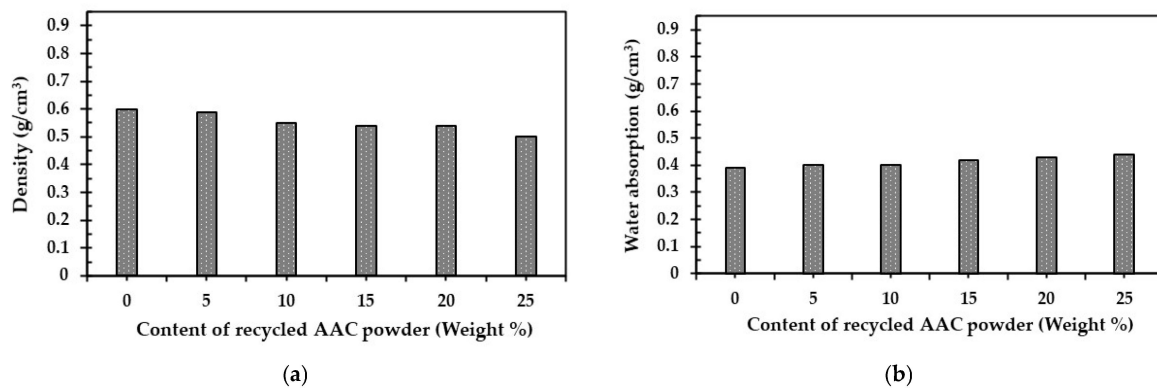 0.9
0.8
0.7
0.6
0.5
0.4
0.3
0.2
0.1
0
Density (g/cm³)
0 5 10 15 20 25
Content of recycled AAC powder (Weight %)
(a)
0.9
0.8
0.7
0.6
0.5
0.4
0.3
0.2
0.1
0
Water absorption (g/cm³)
0 5 10 15 20 25
Content of recycled AAC powder (Weight %)
(b)